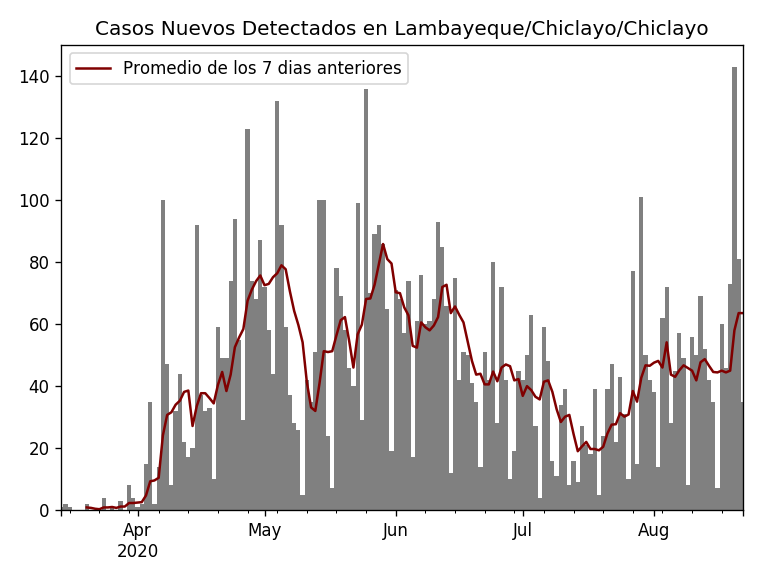 Casos Nuevos Detectados en Lambayeque/Chiclayo/Chiclayo
Promedio de los 7 dias anteriores
140
120
100
80
60
40
20
0
Apr
2020
May
Jun
Jul
Aug